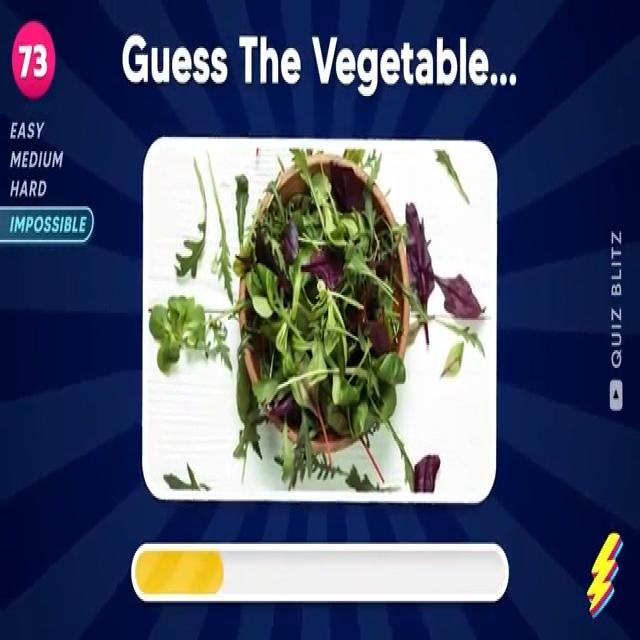 73
Guess The Vegetable...
EASY
MEDIUM
HARD
IMPOSSIBLE
QUIZ BLITZ